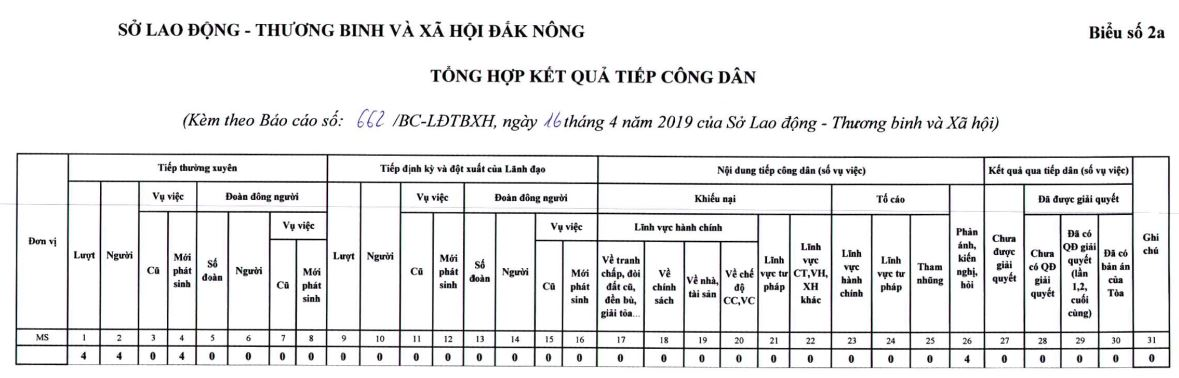 SỞ LAO ĐỘNG - THƯƠNG BINH VÀ XÃ HỘI ĐẮK NÔNG
Biểu số 2a
TỔNG HỢP KẾT QUẢ TIẾP CÔNG DÂN
(Kèm theo Báo cáo số: 662 /BC-LĐTBXH, ngày 16 tháng 4 năm 2019 của Sở Lao động - Thương binh và Xã hội)
Đơn vị
Tiếp thường xuyên
Tiếp định kỳ và đột xuất của Lãnh đạo
Nội dung tiếp công dân (số vụ việc)
Kết quả qua tiếp dân (số vụ việc)
Ghi chú
Lượt
Người
Vụ việc
Đoàn đông người
Lượt
Người
Vụ việc
Đoàn đông người
Khiếu nại
Tố cáo
Phản ánh, kiến nghị, hỏi
Chưa được giải quyết
Đã được giải quyết
Cũ
Mới phát sinh
Số đoàn
Người
Vụ việc
Cũ
Mới phát sinh
Số đoàn
Người
Vụ việc
Lĩnh vực hành chính
Lĩnh vực tư pháp
Lĩnh vực CT,VH, XH khác
Lĩnh vực hành chính
Lĩnh vực tư pháp
Tham nhũng
Chưa có QĐ giải quyết
Đã có QĐ giải quyết (lần 1,2, cuối cùng)
Đã có bản án của Tòa
Cũ
Mới phát sinh
Cũ
Mới phát sinh
Về tranh chấp, đòi đất cũ, đền bù, giải tỏa...
Về chính sách
Về nhà, tài sản
Về chế độ CC,VC
MS 1 2 3 4 5 6 7 8 9 10 11 12 13 14 15 16 17 18 19 20 21 22 23 24 25 26 27 28 29 30 31
4 4 0 4 0 0 0 0 0 0 0 0 0 0 0 0 0 0 0 0 0 0 0 0 0 4 0 0 0 0 0